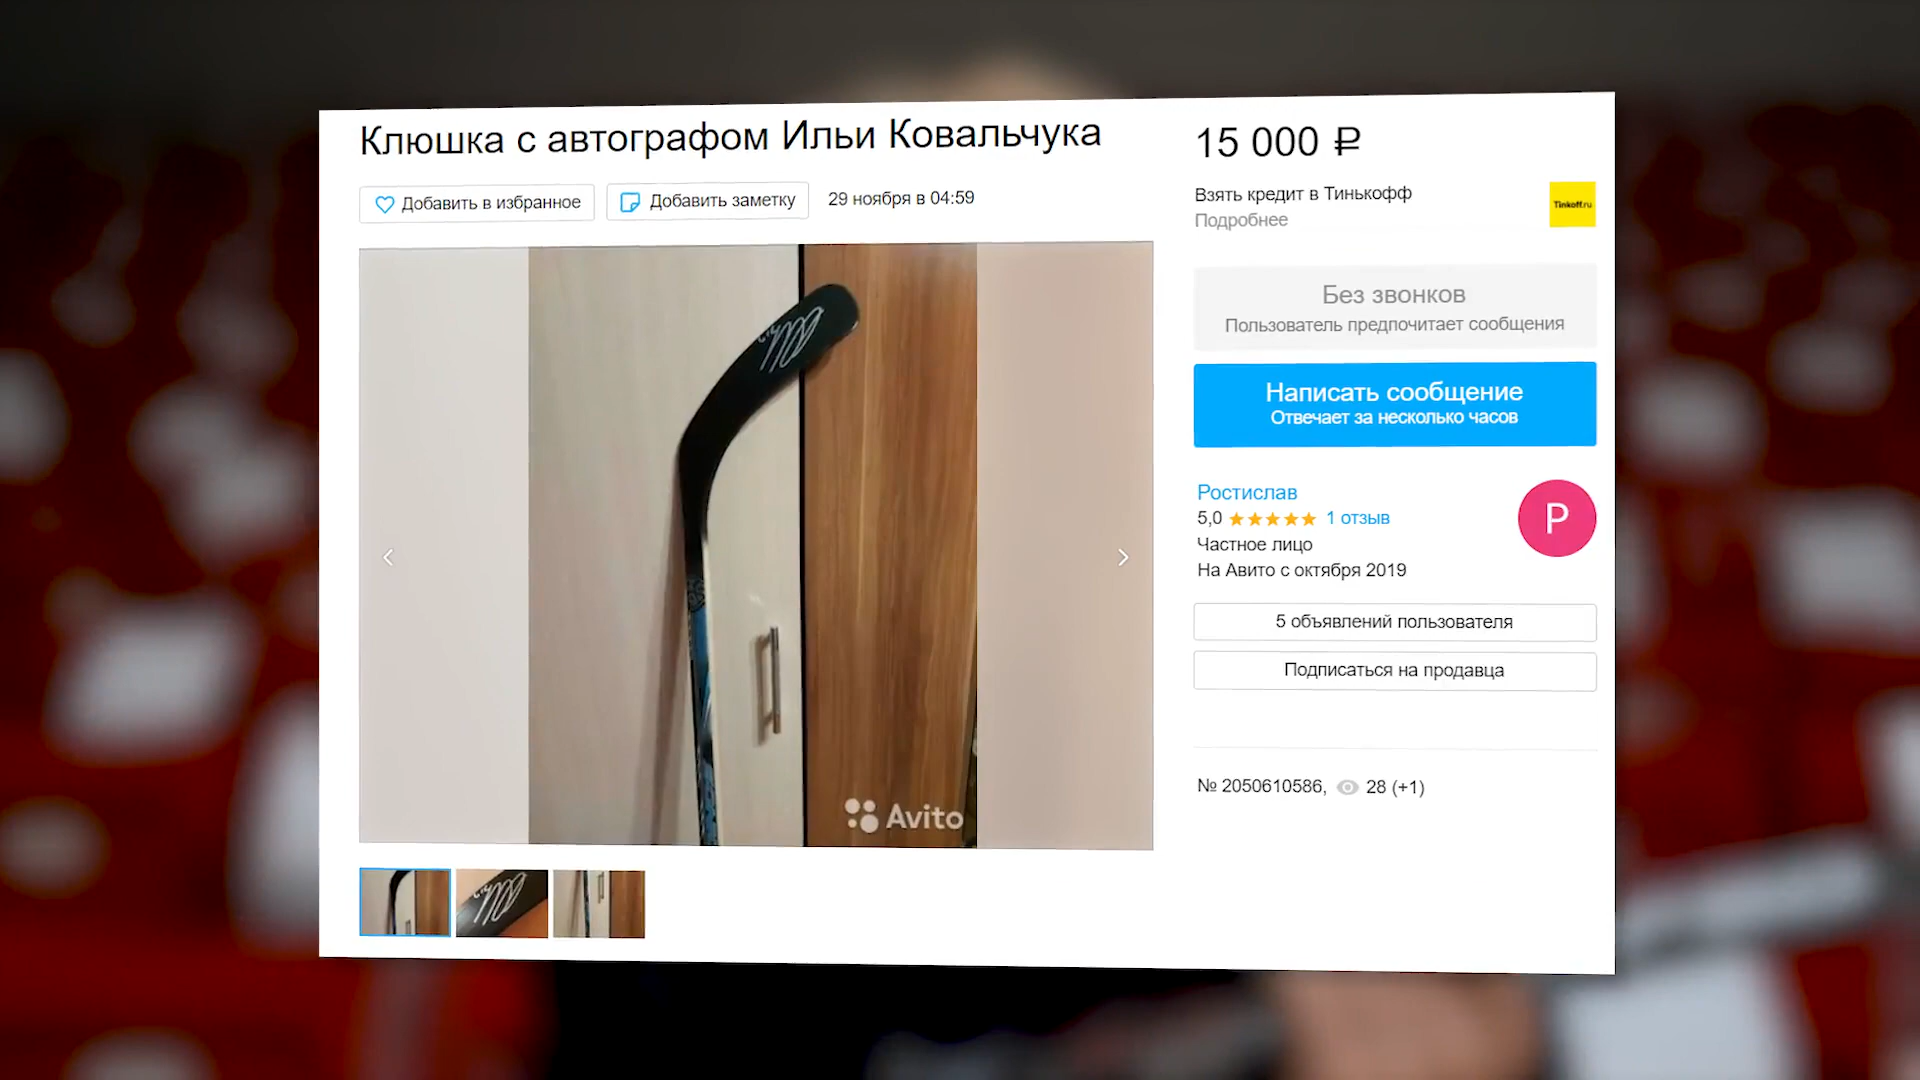 Клюшка с автографом Ильи Ковальчука
Добавить в избранное
Добавить заметку
29 ноября в 04:59
Avito
15 000 ₽
Взять кредит в Тинькофф
Подробнее
Tinkoff.ru
Без звонков
Пользователь предпочитает сообщения
Написать сообщение
Отвечает за несколько часов
Ростислав
5,0 1 отзыв
Частное лицо
На Авито с октября 2019
Р
5 объявлений пользователя
Подписаться на продавца
№ 2050610586, 28 (+1)